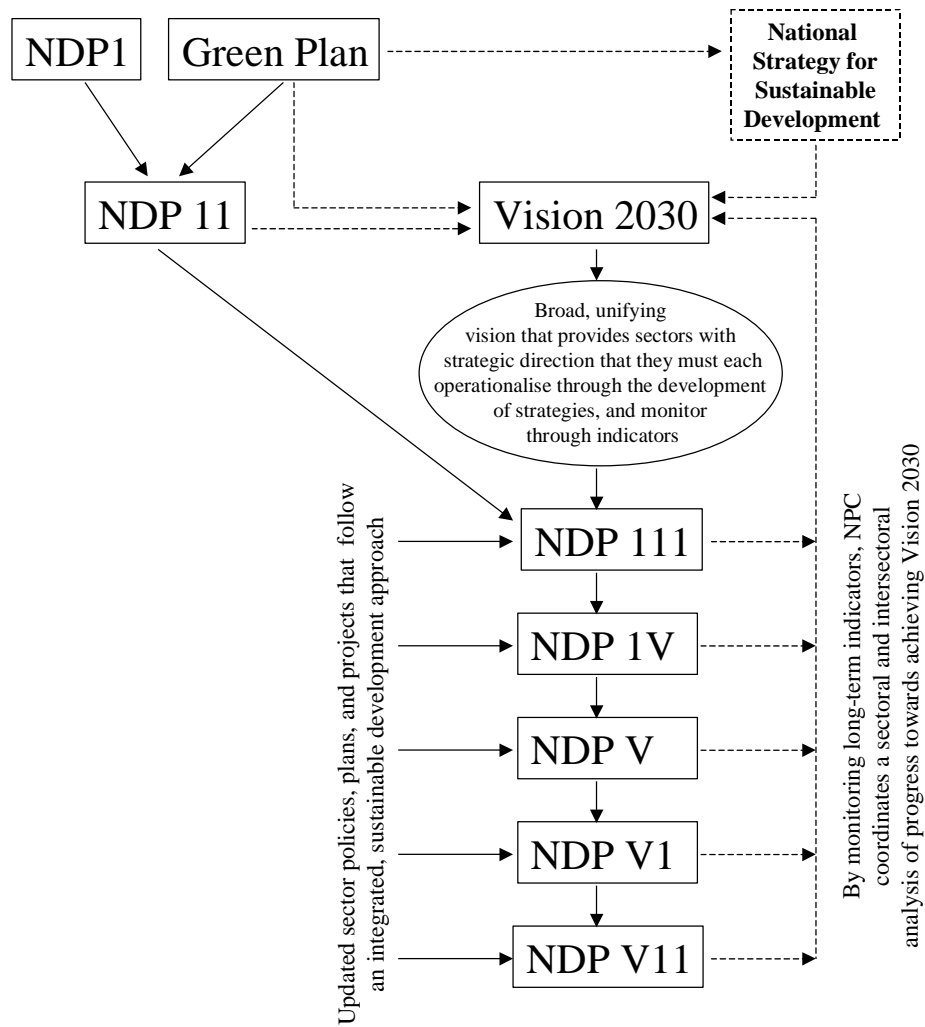 NDP1
Green Plan
National
Strategy for
Sustainable
Development
NDP 11
Vision 2030
Broad, unifying
vision that provides sectors with
strategic direction that they must each
operationalise through the development
of strategies, and monitor
through indicators
NDP 111
NDP 1V
NDP V
NDP V1
NDP V11
Updated sector policies, plans, and projects that follow
an integrated, sustainable development approach
By monitoring long-term indicators, NPC
coordinates a sectoral and intersectoral
analysis of progress towards achieving Vision 2030